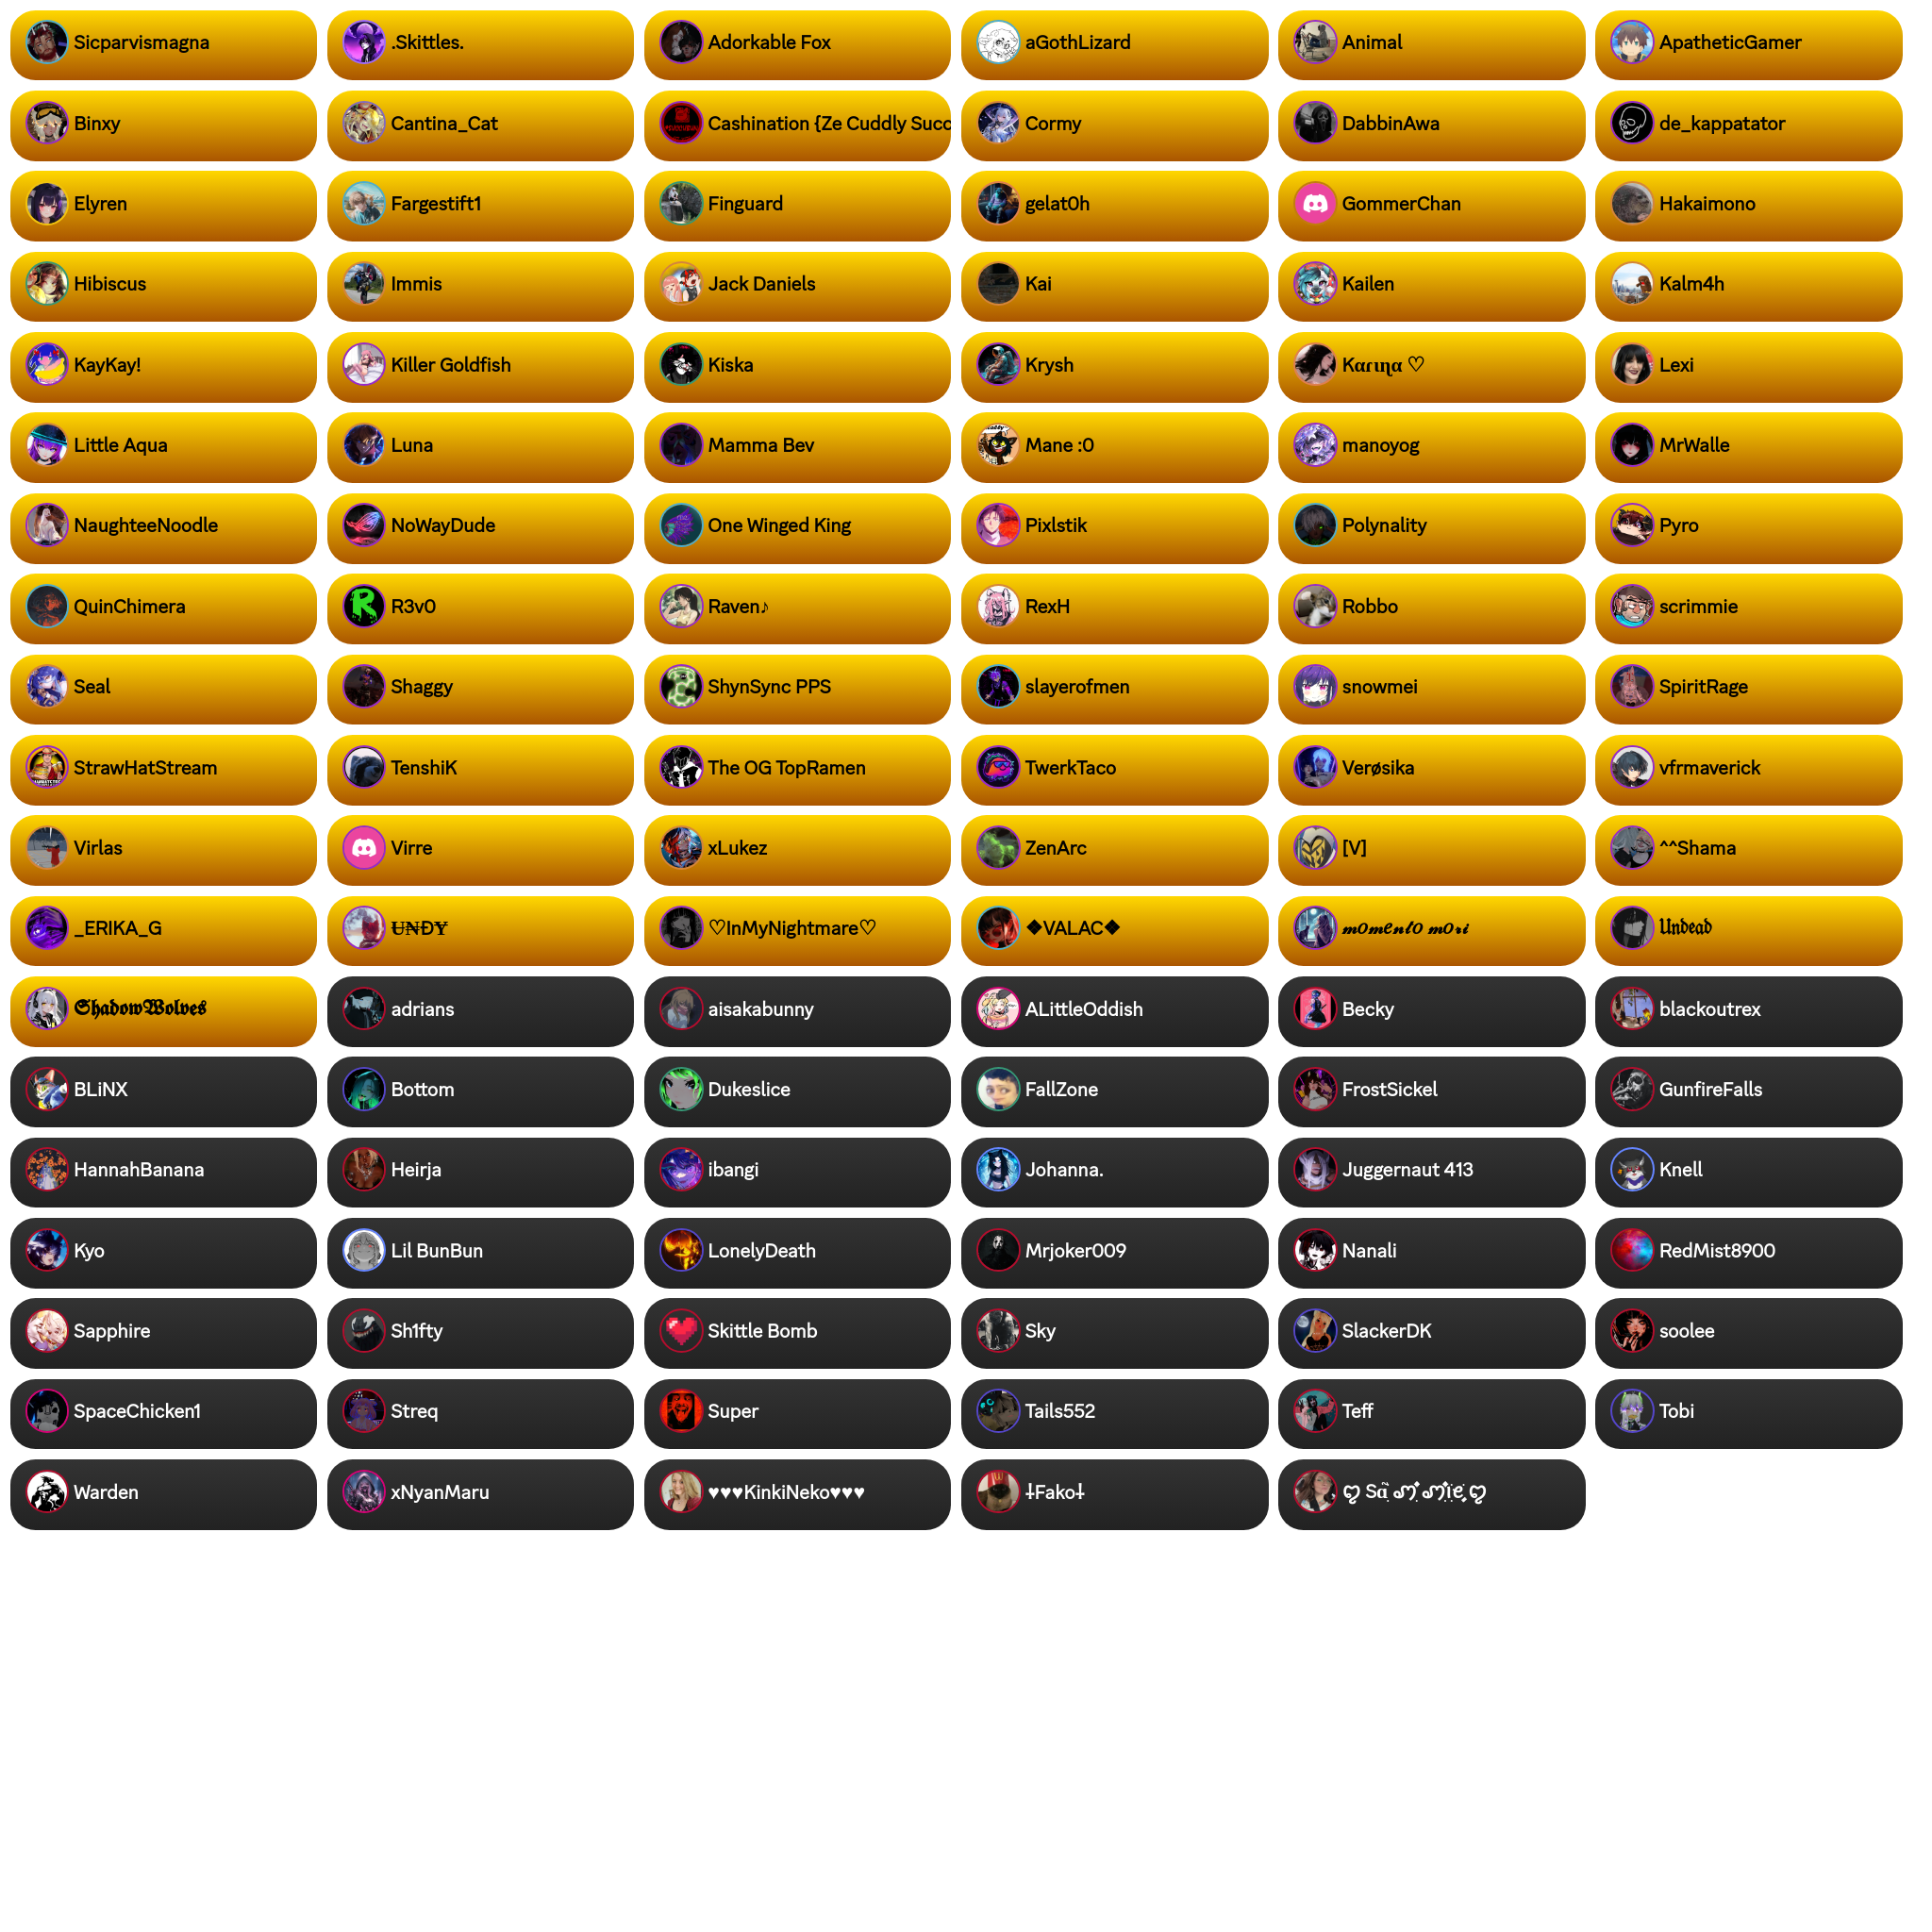 Sicparvismagna
.Skittles.
Adorkable Fox
aGothLizard
Animal
ApatheticGamer
Binxy
Cantina_Cat
Cashination {Ze Cuddly Succ
Cormy
DabbinAwa
de_kappatator
Elyren
Fargestift1
Finguard
gelat0h
GommerChan
Hakaimono
Hibiscus
Immis
Jack Daniels
Kai
Kailen
Kalm4h
KayKay!
Killer Goldfish
Kiska
Krysh
Kαɾιɳα ♡
Lexi
Little Aqua
Luna
Mamma Bev
Mane :0
manoyog
MrWalle
NaughteeNoodle
NoWayDude
One Winged King
Pixlstik
Polynality
Pyro
QuinChimera
R3v0
Raven♪
RexH
Robbo
scrimmie
Seal
Shaggy
ShynSync PPS
slayerofmen
snowmei
SpiritRage
StrawHatStream
TenshiK
The OG TopRamen
TwerkTaco
Verøsika
vfrmaverick
Virlas
Virre
xLukez
ZenArc
[V]
^^Shama
_ERIKA_G
U̶₦ĐɎ
♡InMyNightmare♡
❖VALAC❖
𝓶𝓸𝓶𝓮𝓷𝓽𝓸 𝓶𝓸𝓻𝓲
𝔘𝔫𝔡𝔢𝔞𝔡
𝕾𝖍𝖆𝖉𝖔𝖜𝖂𝖔𝖑𝖛𝖊𝖘
adrians
aisakabunny
ALittleOddish
Becky
blackoutrex
BLiNX
Bottom
Dukeslice
FallZone
FrostSickel
GunfireFalls
HannahBanana
Heirja
ibangi
Johanna.
Juggernaut 413
Knell
Kyo
Lil BunBun
LonelyDeath
Mrjoker009
Nanali
RedMist8900
Sapphire
Sh1fty
Skittle Bomb
Sky
SlackerDK
soolee
SpaceChicken1
Streq
Super
Tails552
Teff
Tobi
Warden
xNyanMaru
♥♥♥KinkiNeko♥♥♥
⸸Fako⸸